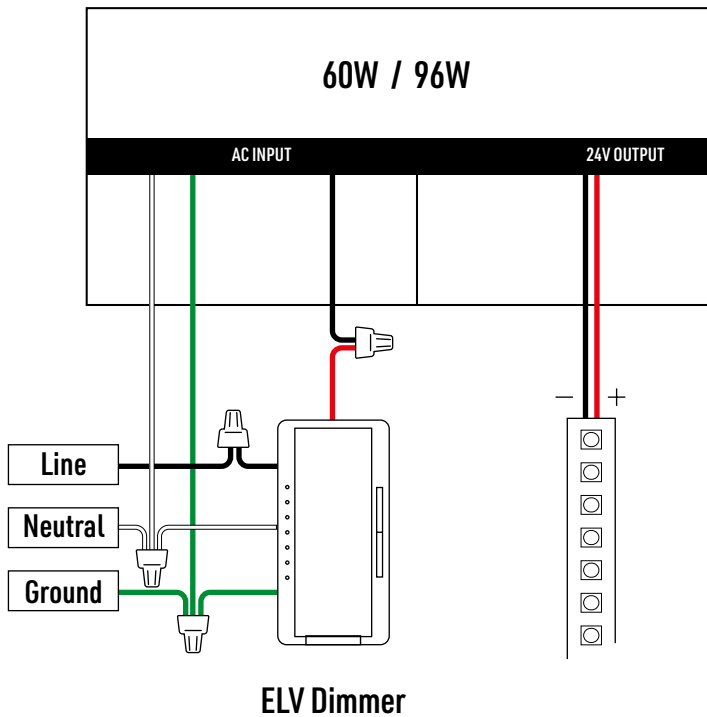 60W / 96W
AC INPUT
24V OUTPUT
− +
Line
Neutral
Ground
ELV Dimmer